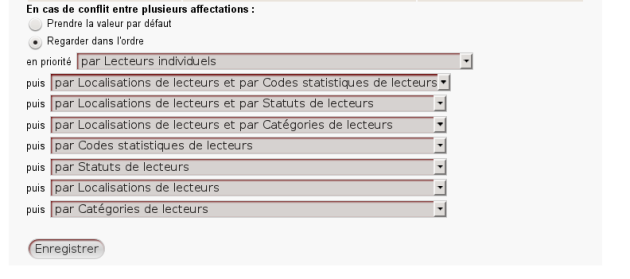 En cas de conflit entre plusieurs affectations :
Prendre la valeur par défaut
Regarder dans l'ordre
en priorité par Lecteurs individuels
puis par Localisations de lecteurs et par Codes statistiques de lecteurs
puis par Localisations de lecteurs et par Statuts de lecteurs
puis par Localisations de lecteurs et par Catégories de lecteurs
puis par Codes statistiques de lecteurs
puis par Statuts de lecteurs
puis par Localisations de lecteurs
puis par Catégories de lecteurs
Enregistrer